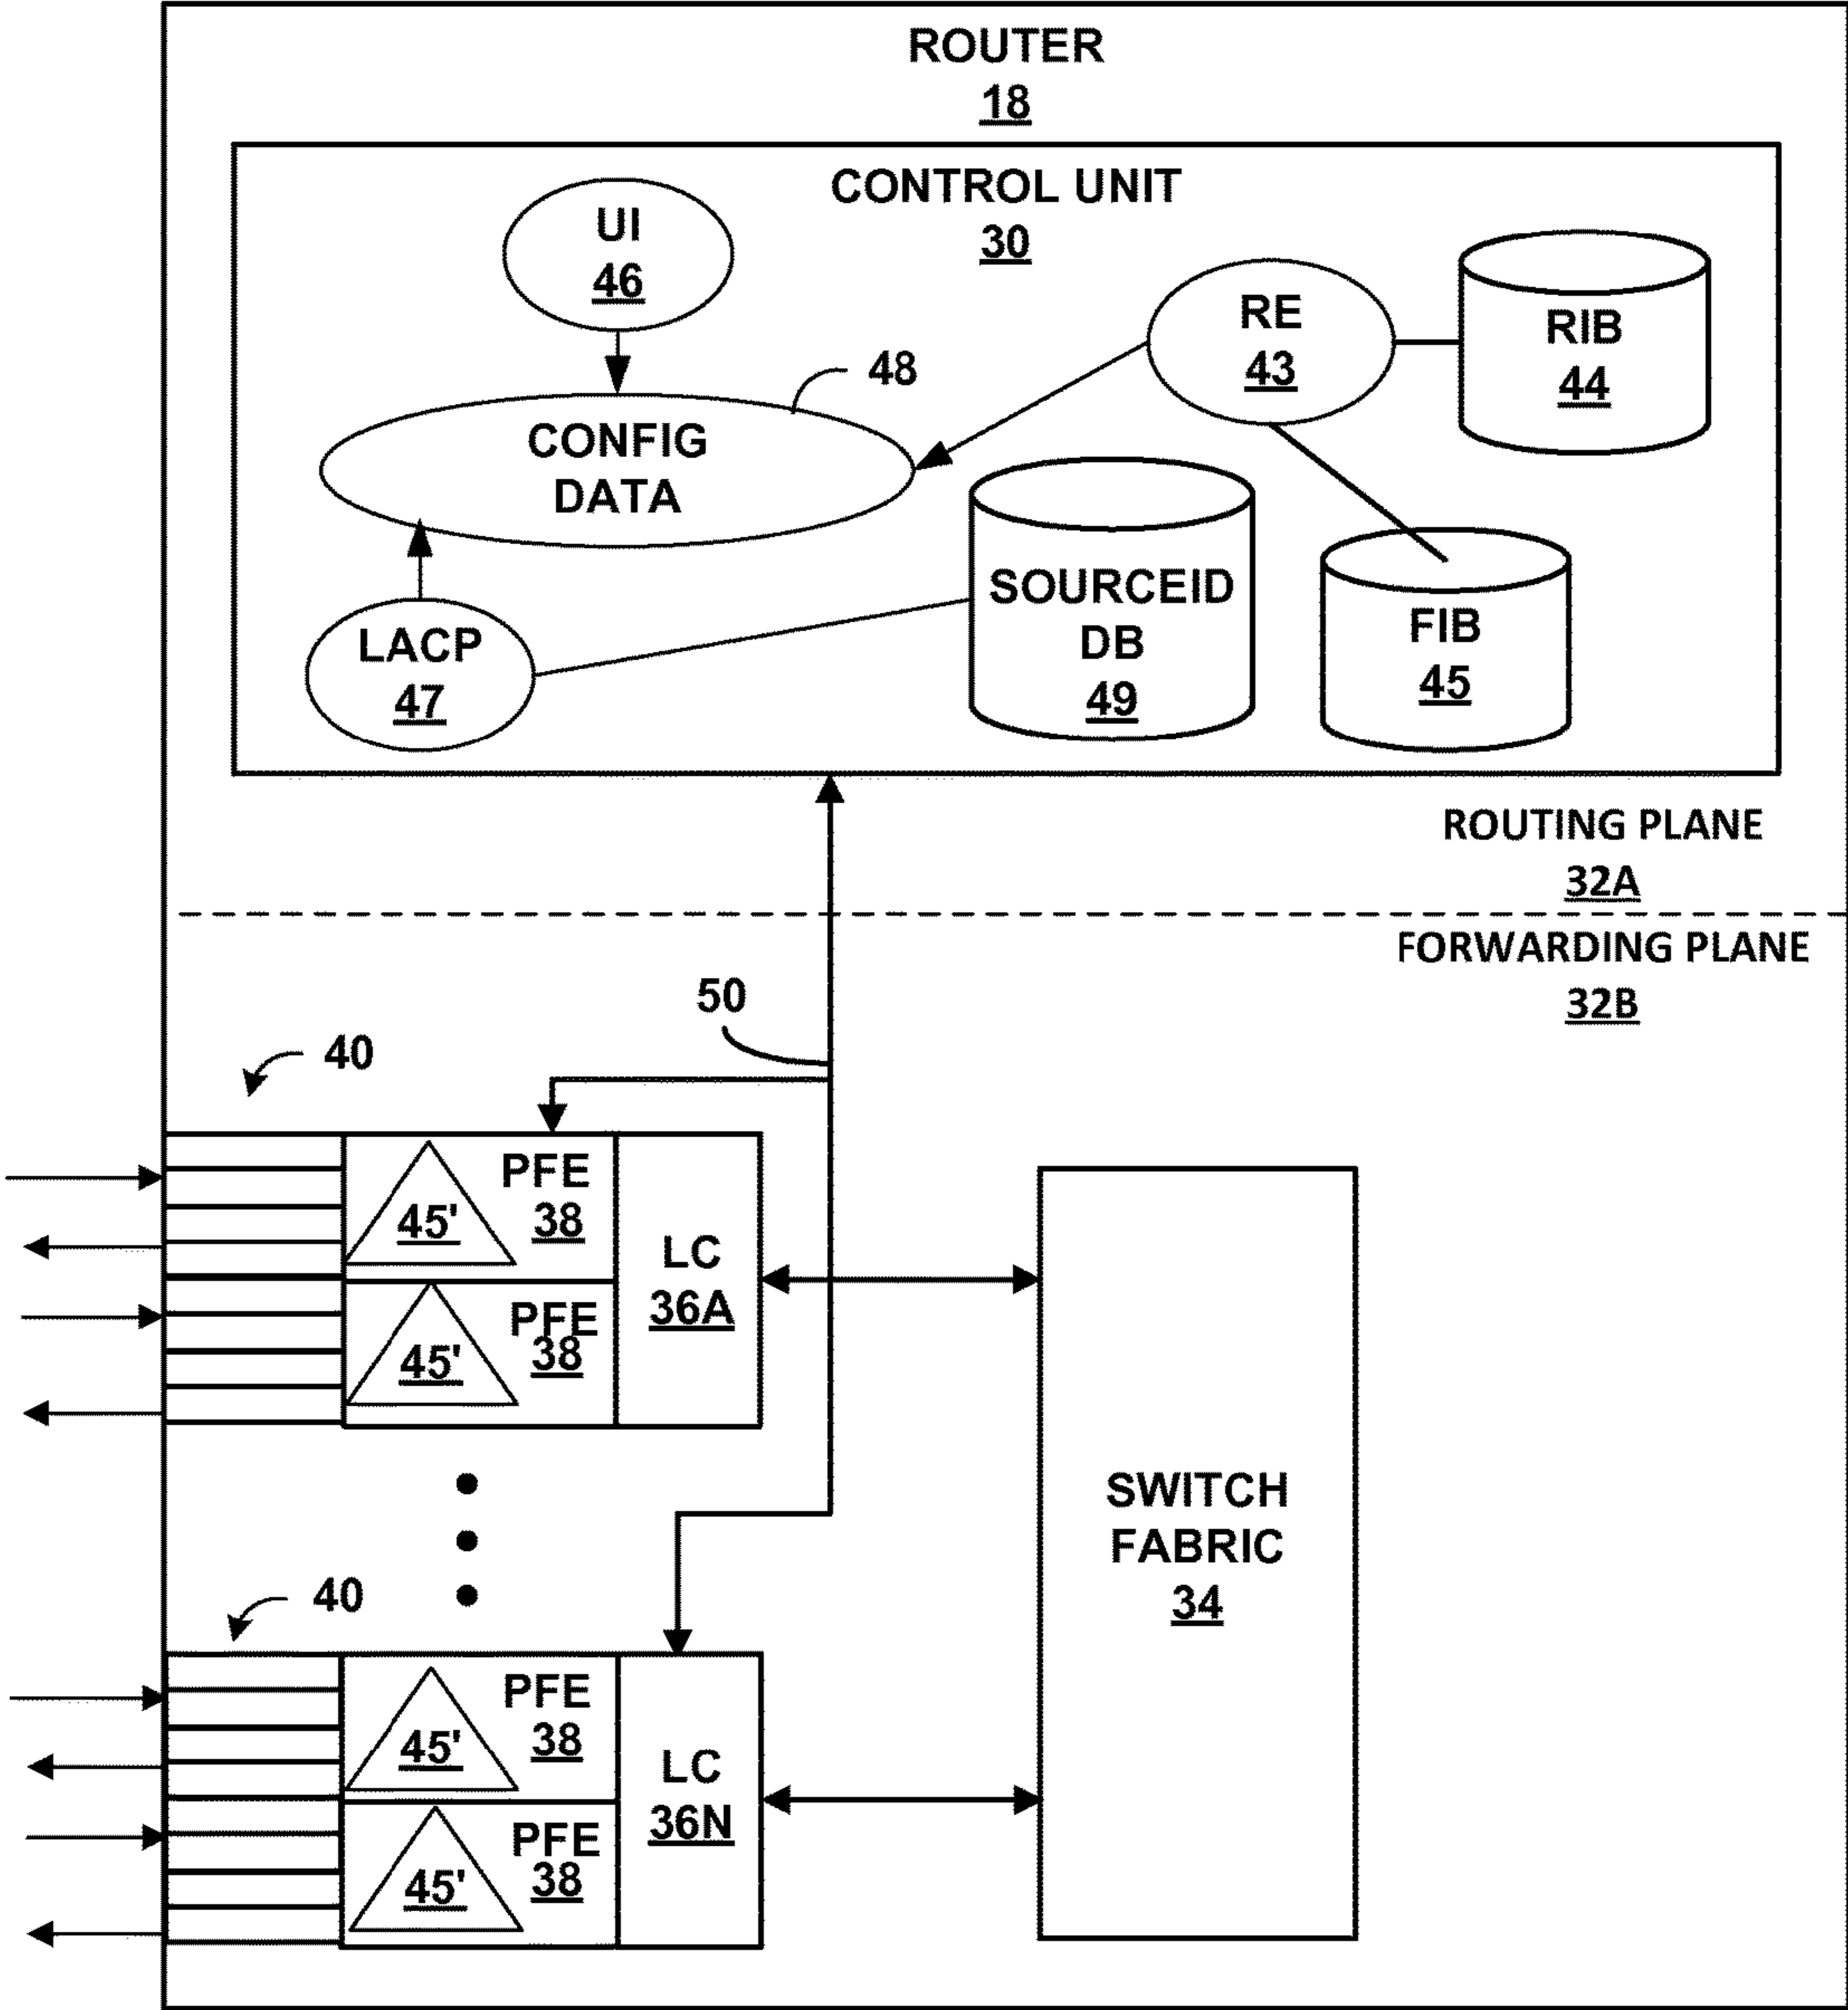 ROUTER
18
CONTROL UNIT
30
UI
46
RE
43
RIB
44
48
CONFIG
DATA
SOURCEID
DB
49
FIB
45
LACP
47
ROUTING PLANE
32A
FORWARDING PLANE
32B
50
40
PFE
38
45'
LC
36A
PFE
38
45'
SWITCH
FABRIC
34
40
PFE
38
45'
LC
36N
PFE
38
45'